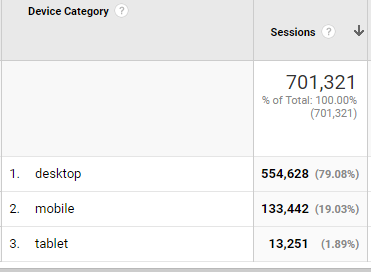 Device Category ?
Sessions ?
701,321
% of Total: 100.00%
(701,321)
1. desktop 554,628 (79.08%)
2. mobile 133,442 (19.03%)
3. tablet 13,251 (1.89%)